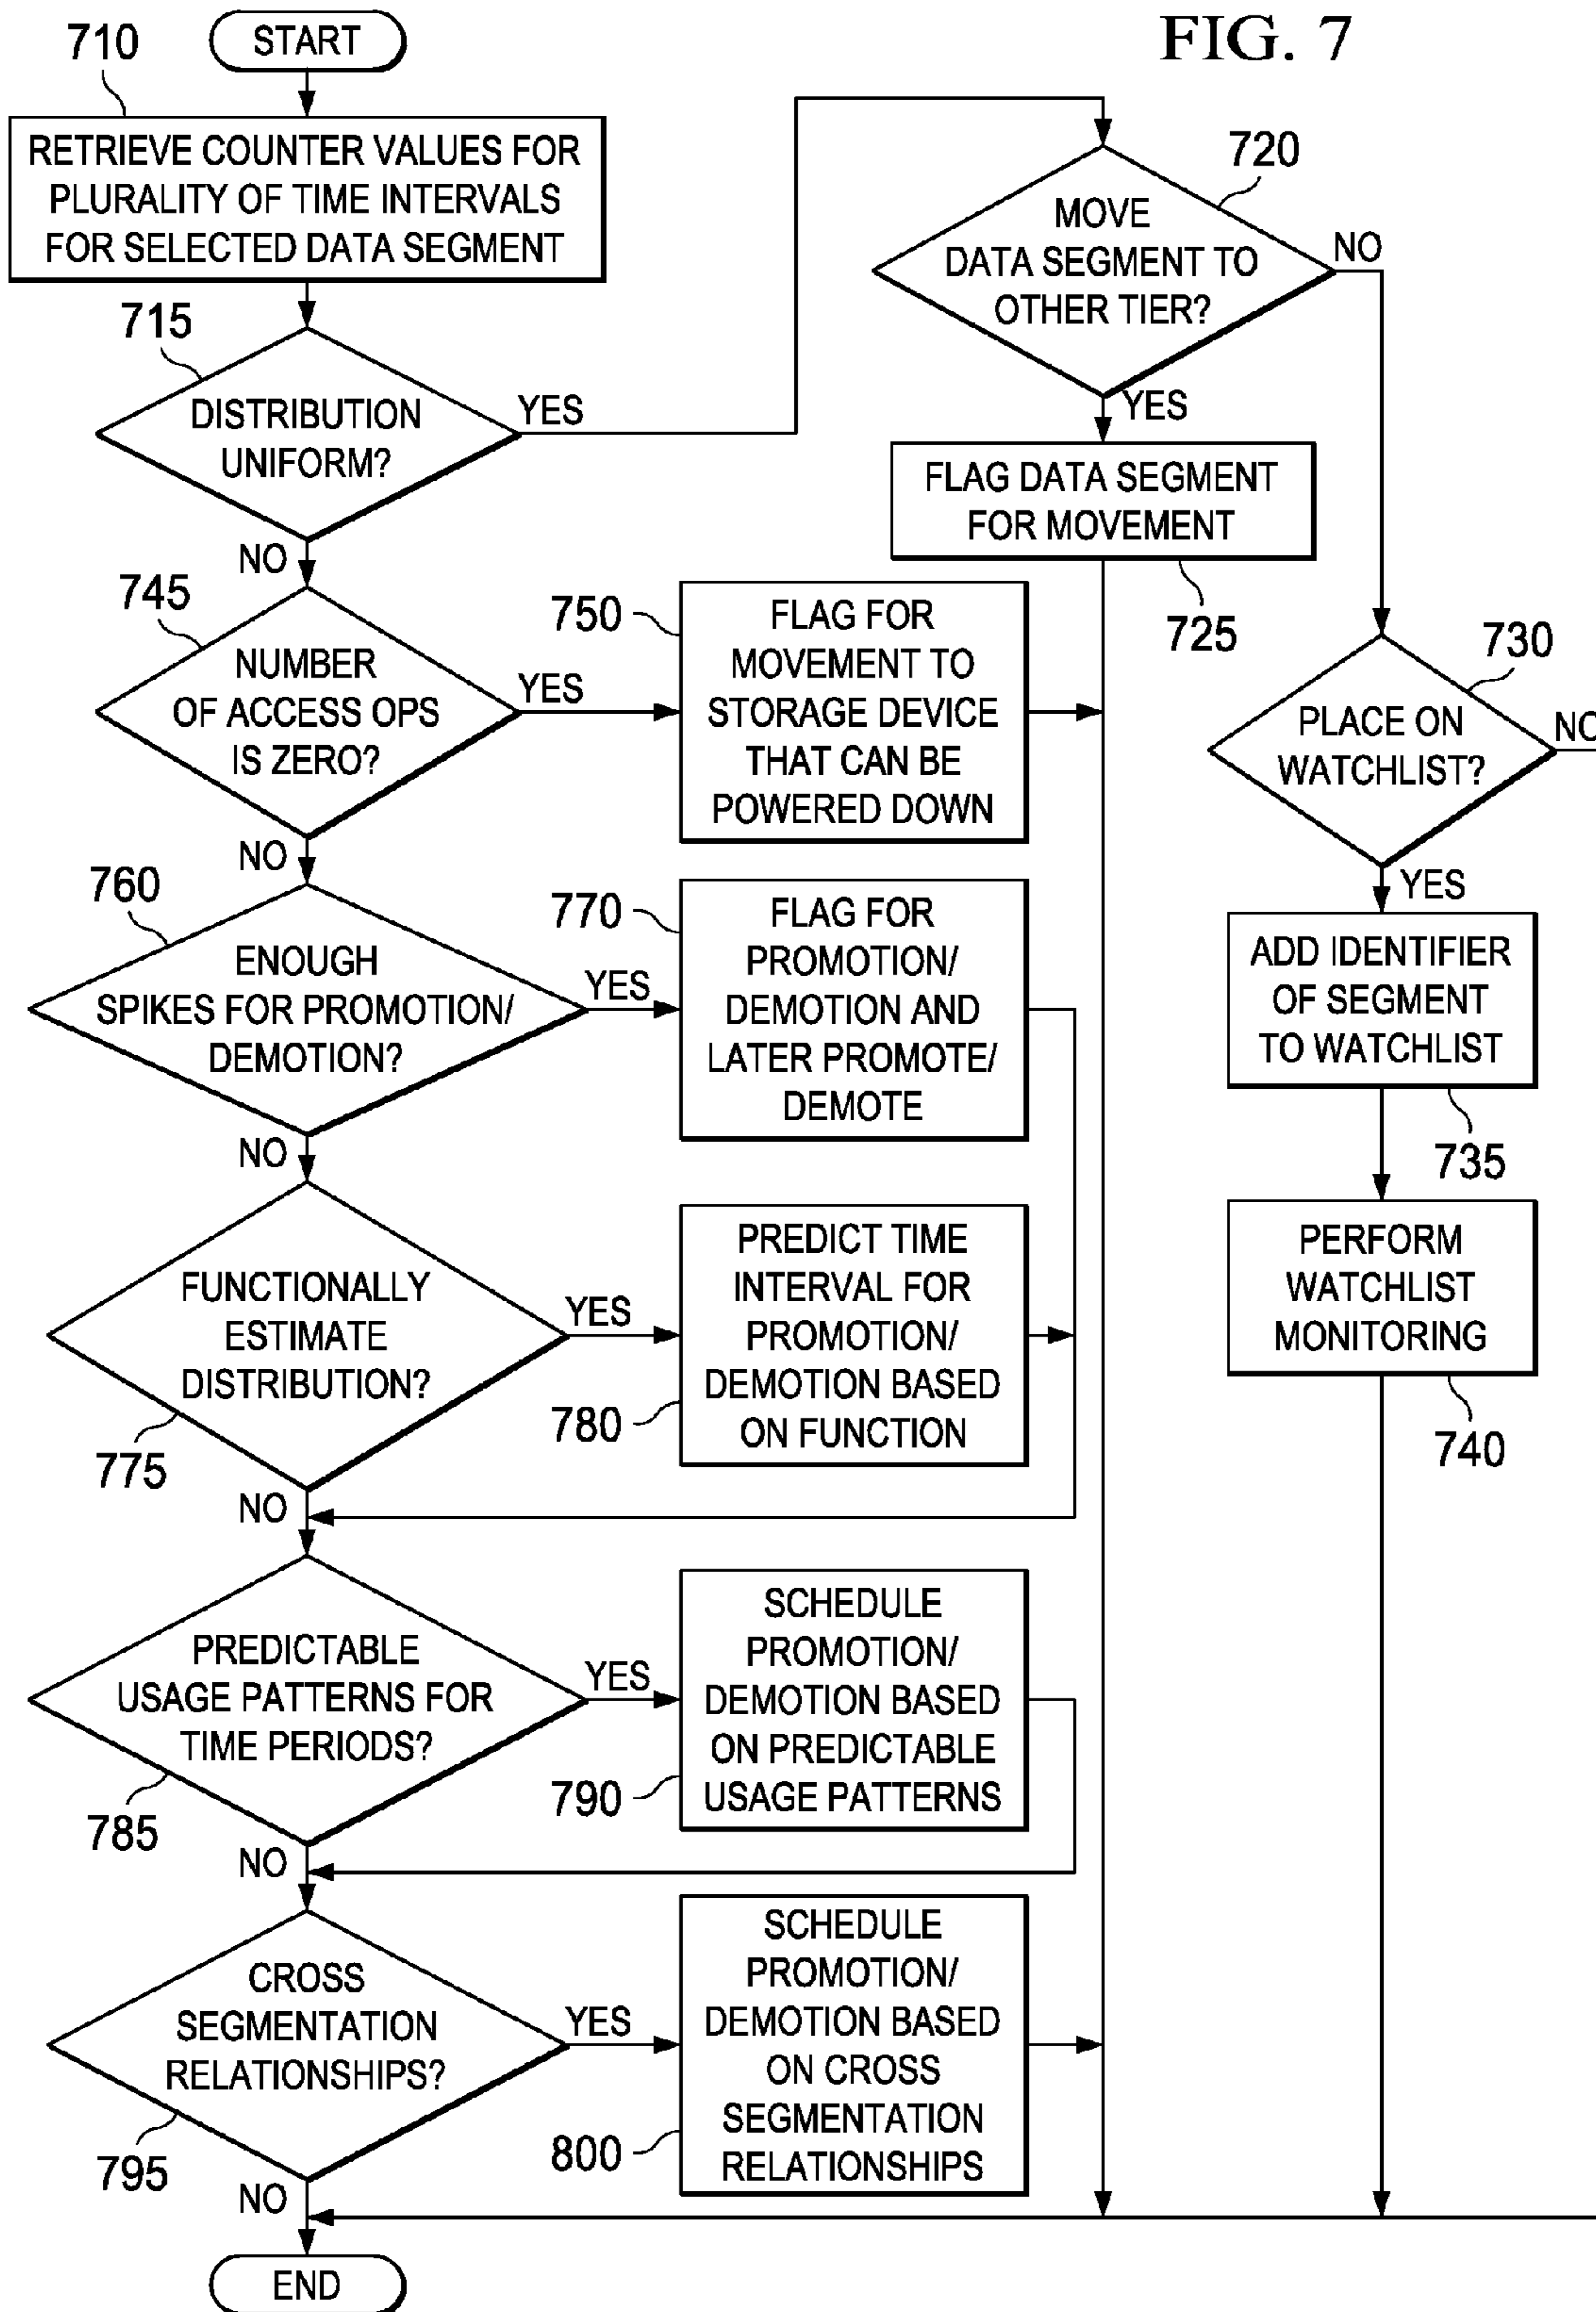 FIG. 7
START
710
RETRIEVE COUNTER VALUES FOR
PLURALITY OF TIME INTERVALS
FOR SELECTED DATA SEGMENT
715
DISTRIBUTION
UNIFORM?
YES
NO
720
MOVE
DATA SEGMENT TO
OTHER TIER?
NO
YES
FLAG DATA SEGMENT
FOR MOVEMENT
725
730
PLACE ON
WATCHLIST?
NO
YES
ADD IDENTIFIER
OF SEGMENT
TO WATCHLIST
735
PERFORM
WATCHLIST
MONITORING
740
745
NUMBER
OF ACCESS OPS
IS ZERO?
YES
NO
750
FLAG FOR
MOVEMENT TO
STORAGE DEVICE
THAT CAN BE
POWERED DOWN
760
ENOUGH
SPIKES FOR PROMOTION/
DEMOTION?
YES
NO
770
FLAG FOR
PROMOTION/
DEMOTION AND
LATER PROMOTE/
DEMOTE
FUNCTIONALLY
ESTIMATE
DISTRIBUTION?
775
YES
NO
PREDICT TIME
INTERVAL FOR
PROMOTION/
DEMOTION BASED
ON FUNCTION
780
PREDICTABLE
USAGE PATTERNS FOR
TIME PERIODS?
785
YES
NO
SCHEDULE
PROMOTION/
DEMOTION BASED
ON PREDICTABLE
USAGE PATTERNS
790
CROSS
SEGMENTATION
RELATIONSHIPS?
795
YES
NO
SCHEDULE
PROMOTION/
DEMOTION BASED
ON CROSS
SEGMENTATION
RELATIONSHIPS
800
END